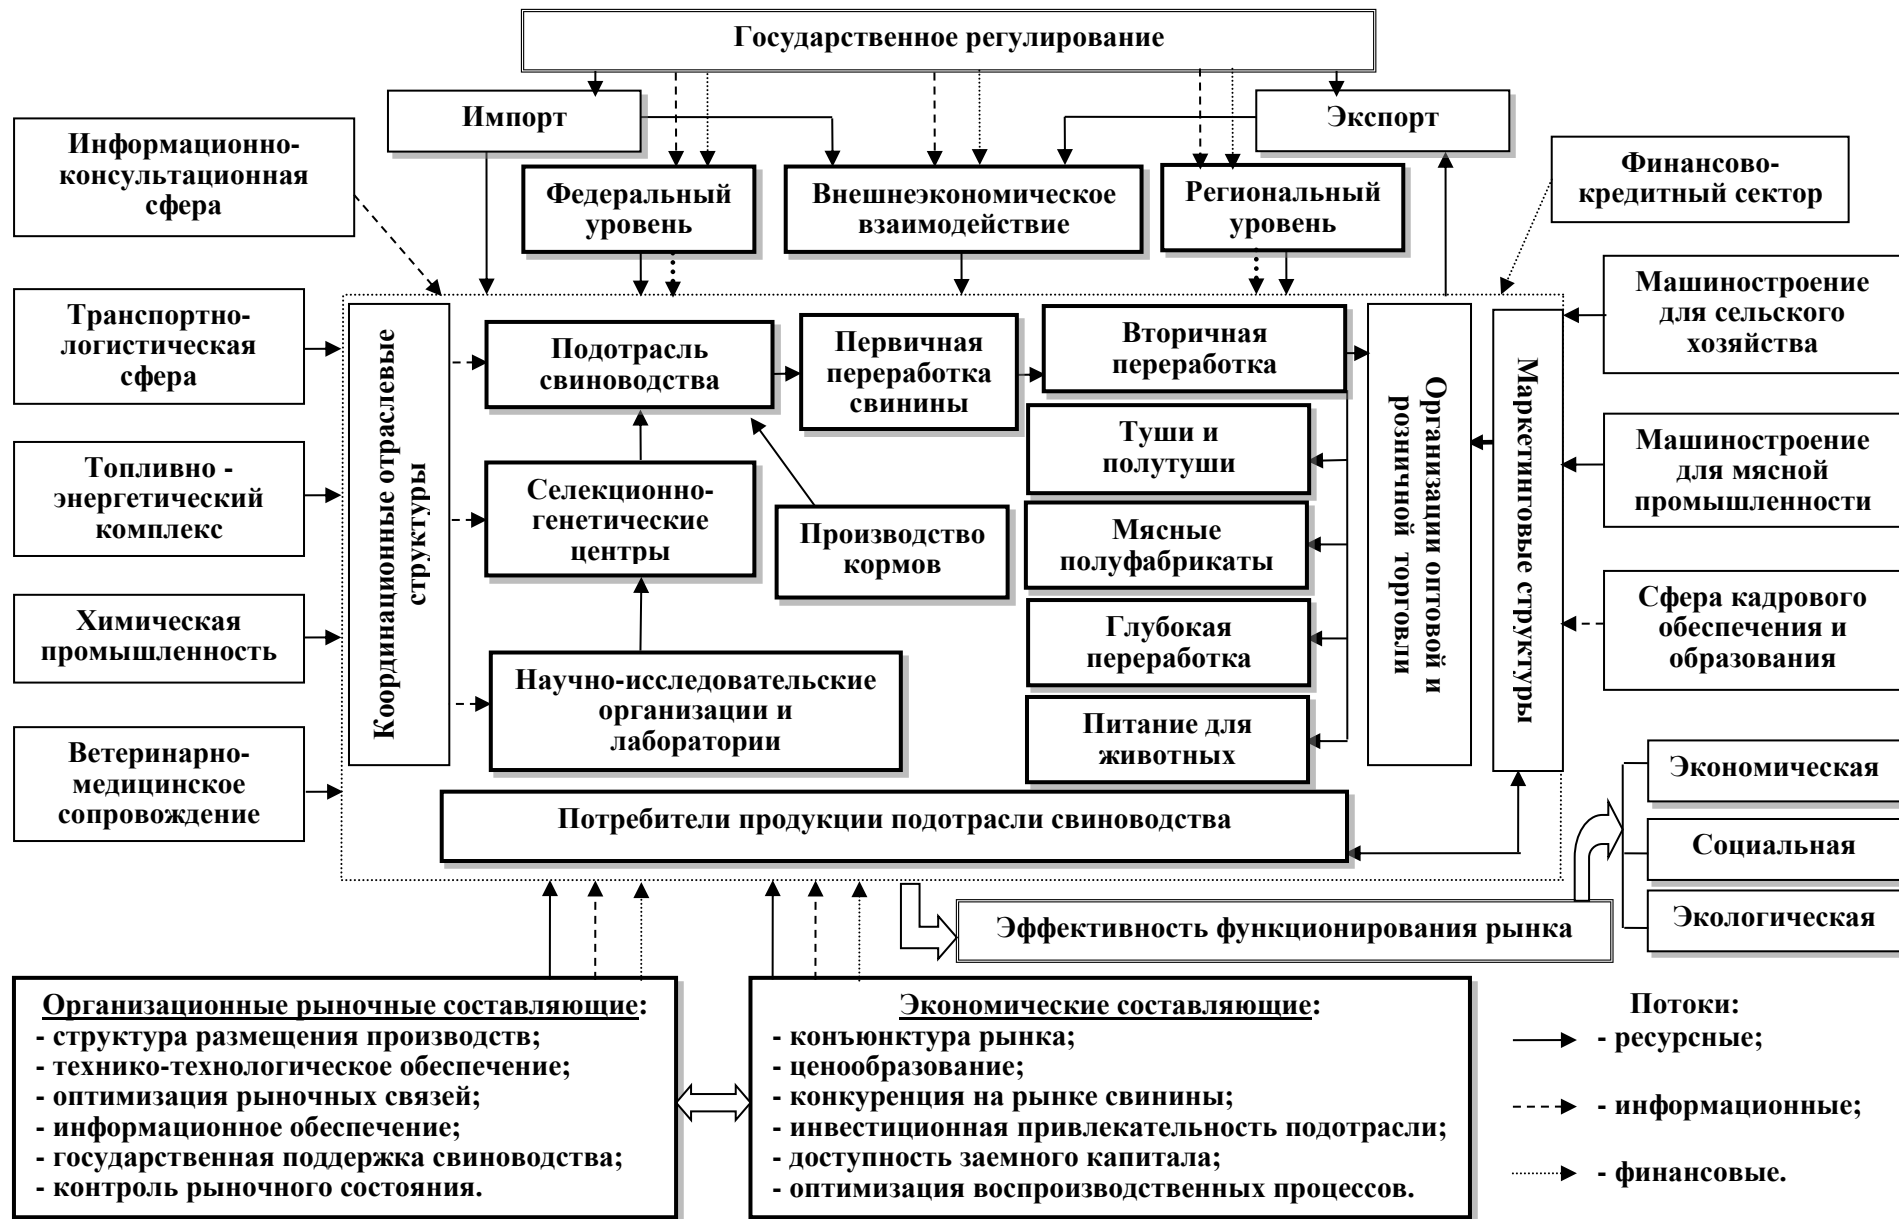 Государственное регулирование
Импорт
Экспорт
Информационно-
консультационная
сфера
Федеральный
уровень
Внешнеэкономическое
взаимодействие
Региональный
уровень
Финансово-
кредитный сектор
Транспортно-
логистическая
сфера
Топливно -
энергетический
комплекс
Химическая
промышленность
Ветеринарно-
медицинское
сопровождение
Координационные отраслевые
структуры
Подотрасль
свиноводства
Первичная
переработка
свинины
Вторичная
переработка
Селекционно-
генетические
центры
Производство
кормов
Научно-исследовательские
организации и
лаборатории
Туши и
полутуши
Мясные
полуфабрикаты
Глубокая
переработка
Питание для
животных
Организации оптовой и
розничной торговли
Маркетинговые структуры
Машиностроение
для сельского
хозяйства
Машиностроение
для мясной
промышленности
Сфера кадрового
обеспечения и
образования
Потребители продукции подотрасли свиноводства
Экономическая
Социальная
Экологическая
Эффективность функционирования рынка
Организационные рыночные составляющие:
- структура размещения производств;
- технико-технологическое обеспечение;
- оптимизация рыночных связей;
- информационное обеспечение;
- государственная поддержка свиноводства;
- контроль рыночного состояния.
Экономические составляющие:
- конъюнктура рынка;
- ценообразование;
- конкуренция на рынке свинины;
- инвестиционная привлекательность подотрасли;
- доступность заемного капитала;
- оптимизация воспроизводственных процессов.
Потоки:
- ресурсные;
- информационные;
- финансовые.